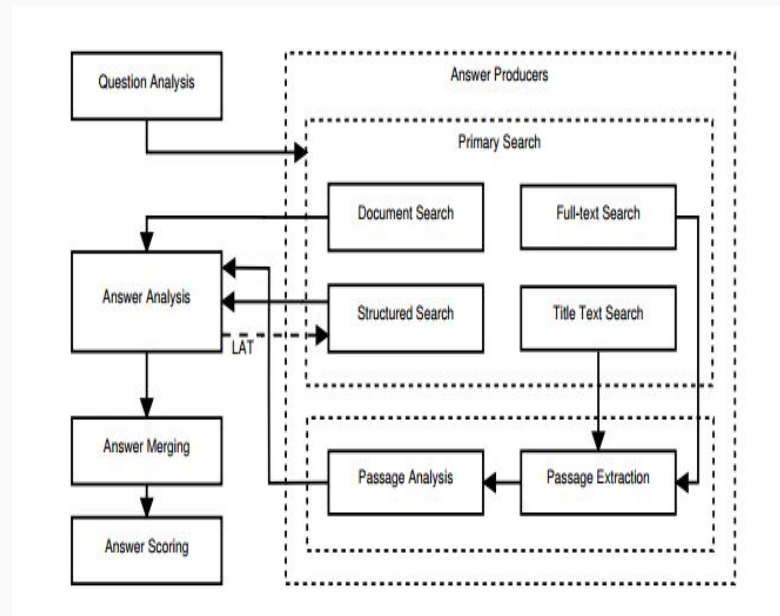 Question Analysis
Answer Producers
Primary Search
Document Search
Full-text Search
Answer Analysis
Structured Search
Title Text Search
LAT
Answer Merging
Passage Analysis
Passage Extraction
Answer Scoring